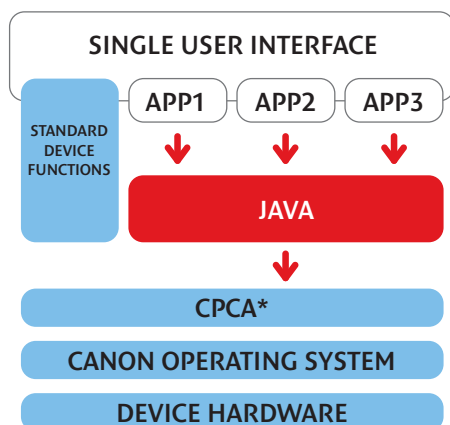 SINGLE USER INTERFACE
APP1 APP2 APP3
STANDARD
DEVICE
FUNCTIONS
JAVA
CPCA*
CANON OPERATING SYSTEM
DEVICE HARDWARE